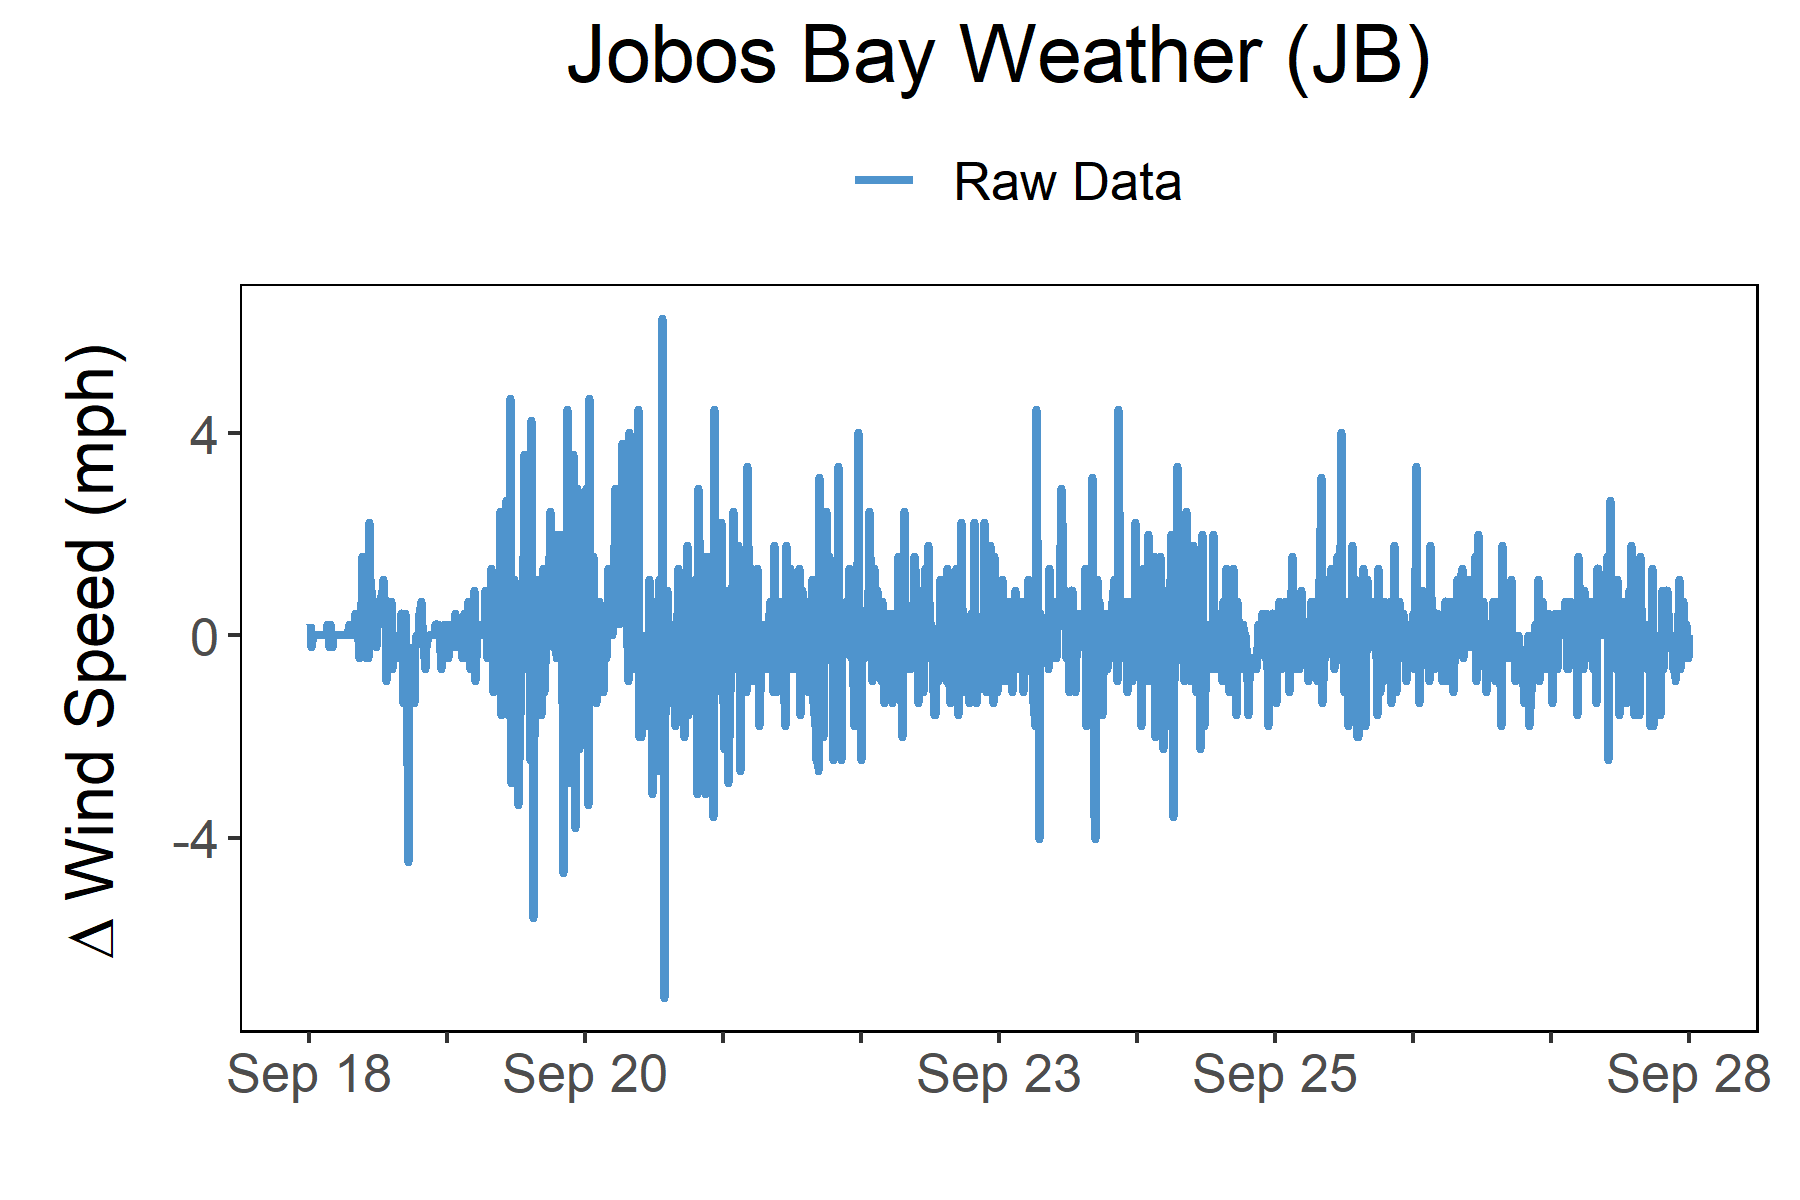 Jobos Bay Weather (JB)
Raw Data
Δ Wind Speed (mph)
4
0
-4
Sep 18 Sep 20 Sep 23 Sep 25 Sep 28